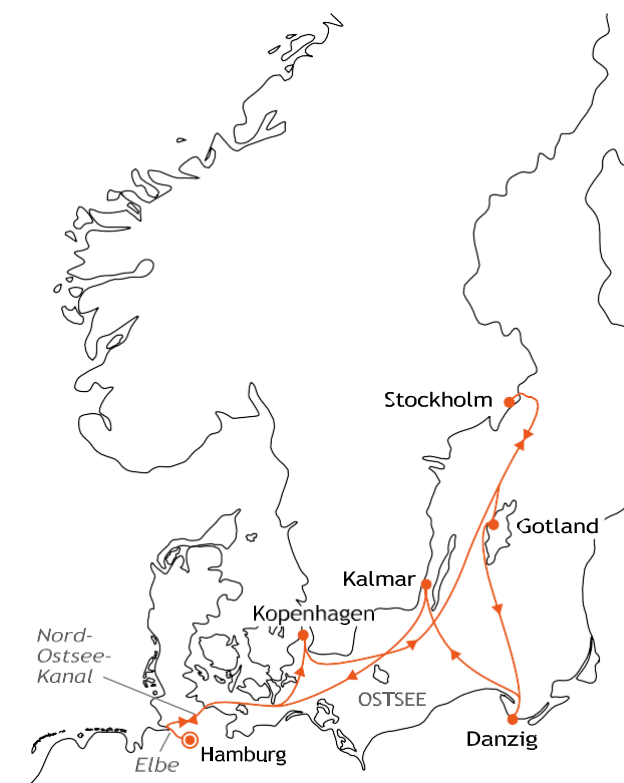 Stockholm
Gotland
Kalmar
Kopenhagen
Nord-
Ostsee-
Kanal
OSTSEE
Danzig
Hamburg
Elbe